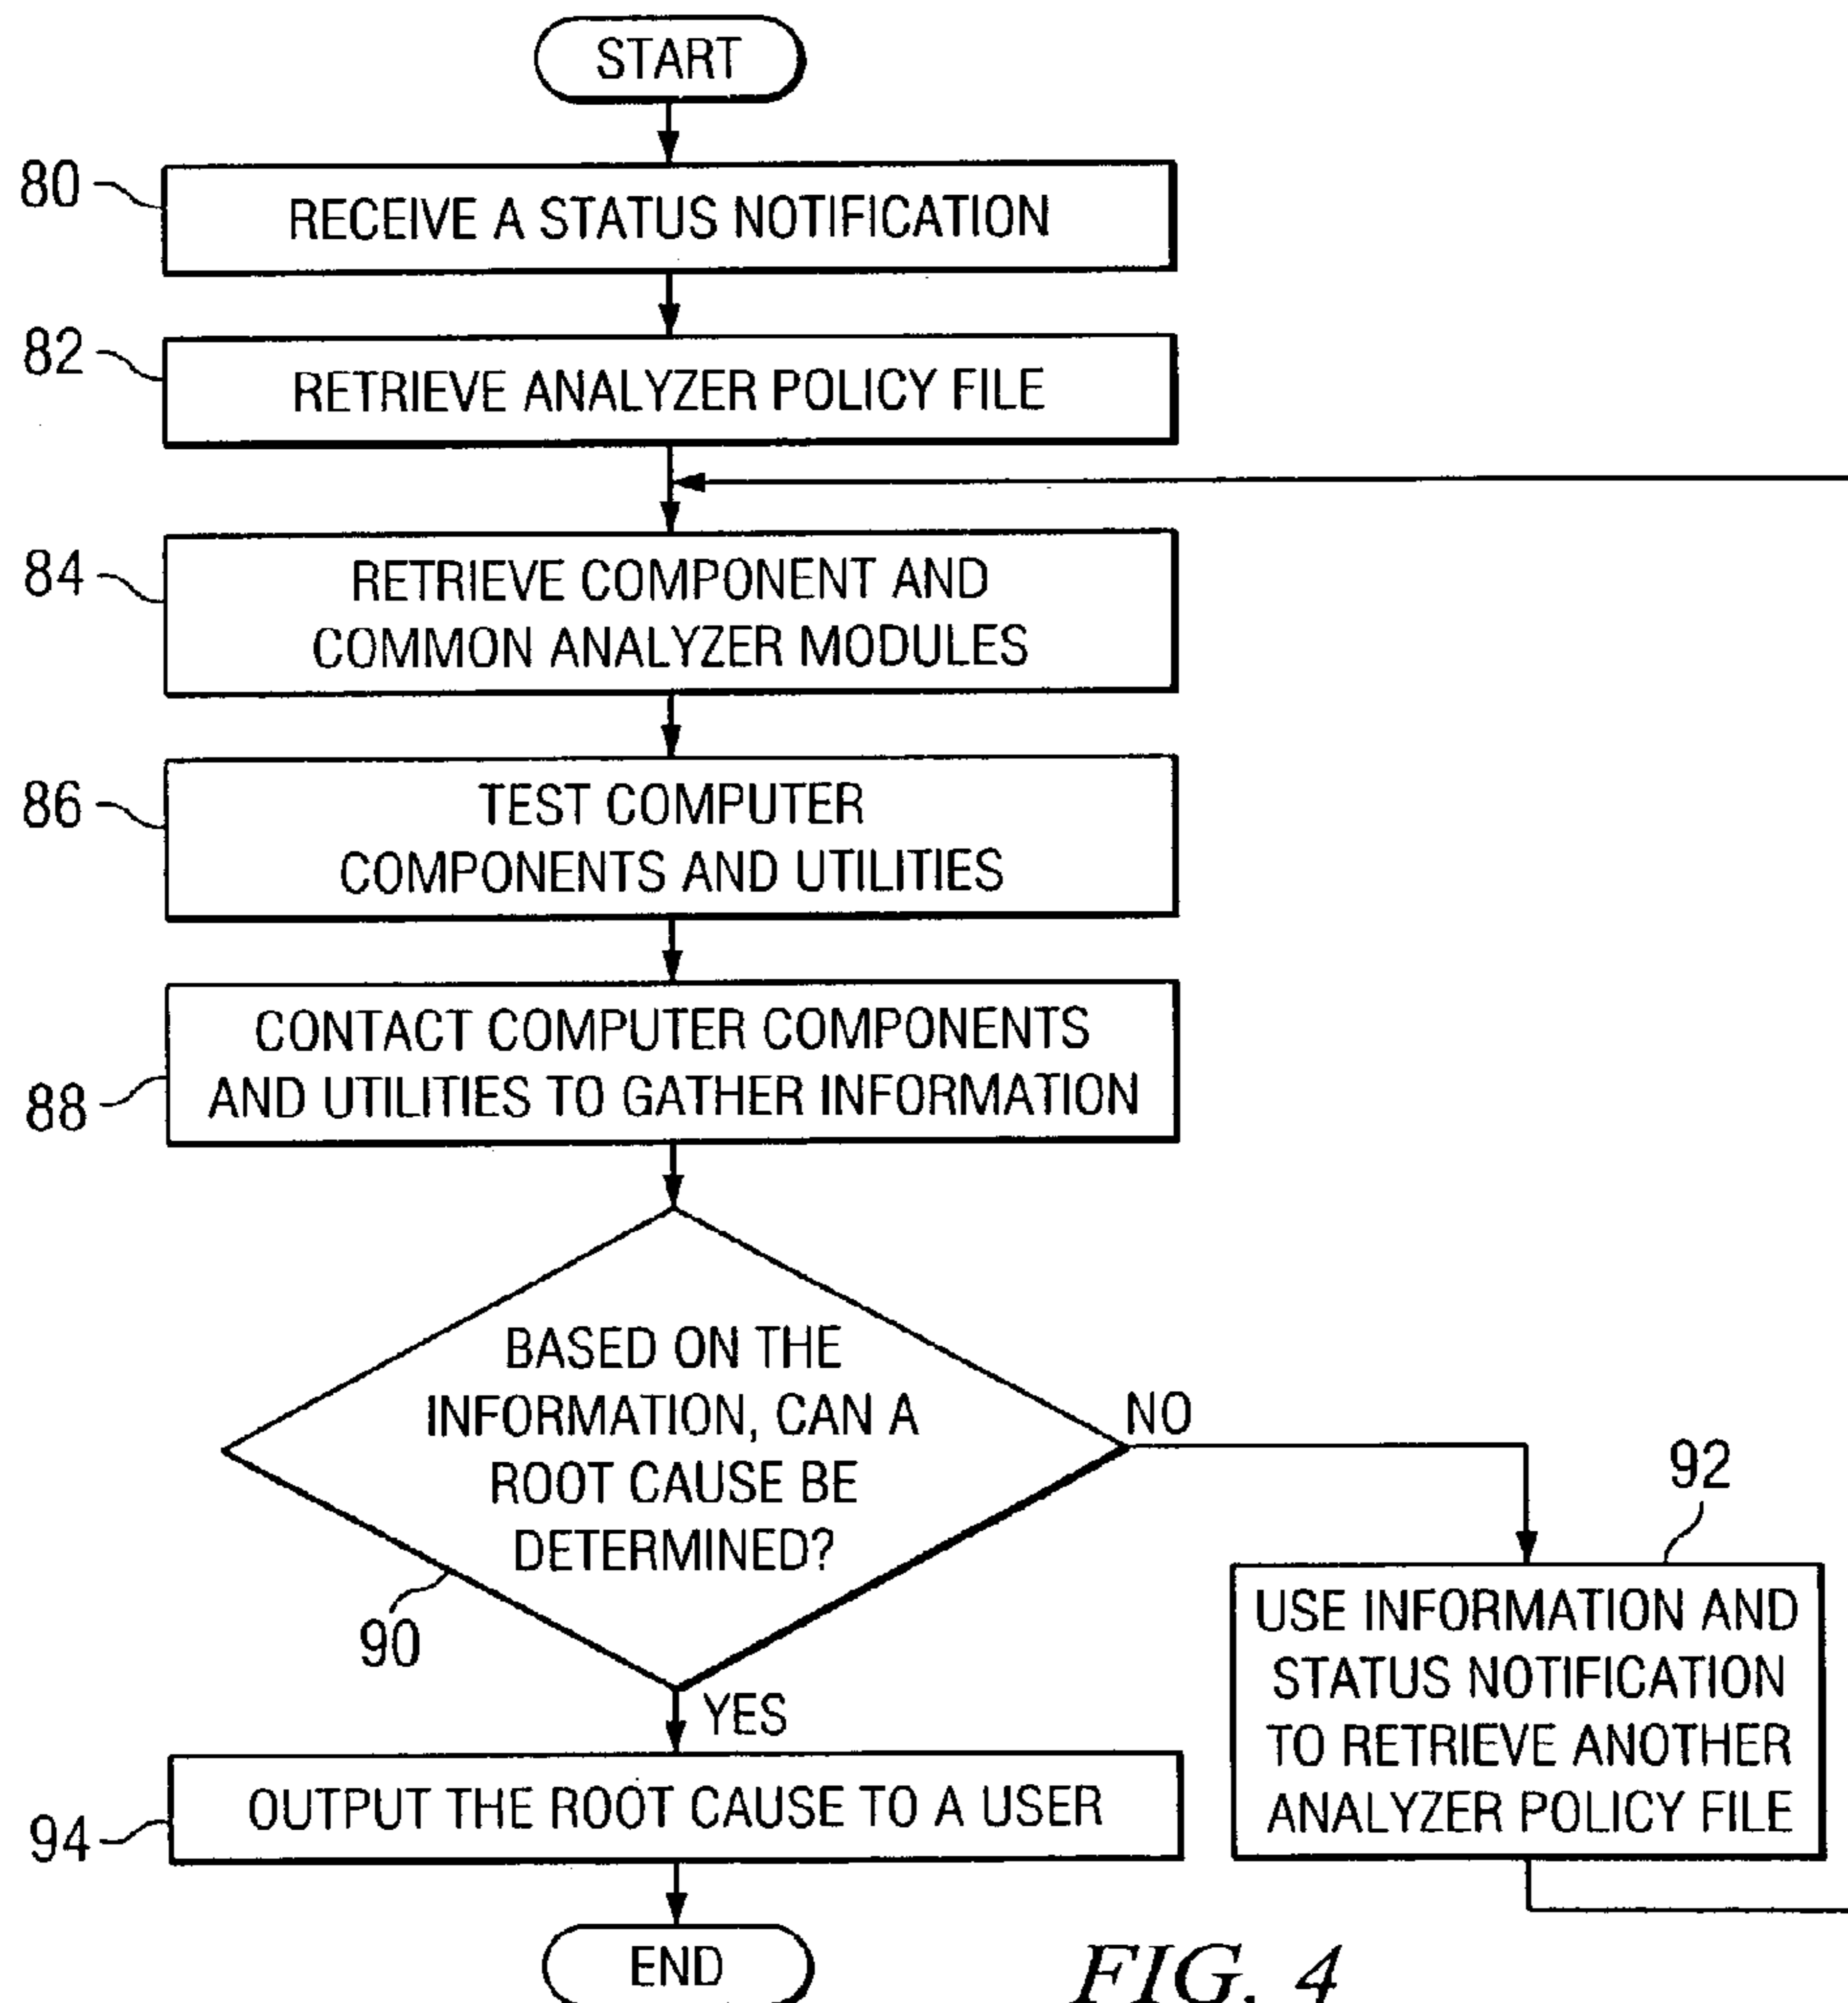 START
80
RECEIVE A STATUS NOTIFICATION
82
RETRIEVE ANALYZER POLICY FILE
84
RETRIEVE COMPONENT AND
COMMON ANALYZER MODULES
86
TEST COMPUTER
COMPONENTS AND UTILITIES
88
CONTACT COMPUTER COMPONENTS
AND UTILITIES TO GATHER INFORMATION
BASED ON THE
INFORMATION, CAN A
ROOT CAUSE BE
DETERMINED?
90
NO
92
USE INFORMATION AND
STATUS NOTIFICATION
TO RETRIEVE ANOTHER
ANALYZER POLICY FILE
YES
94
OUTPUT THE ROOT CAUSE TO A USER
END
FIG. 4